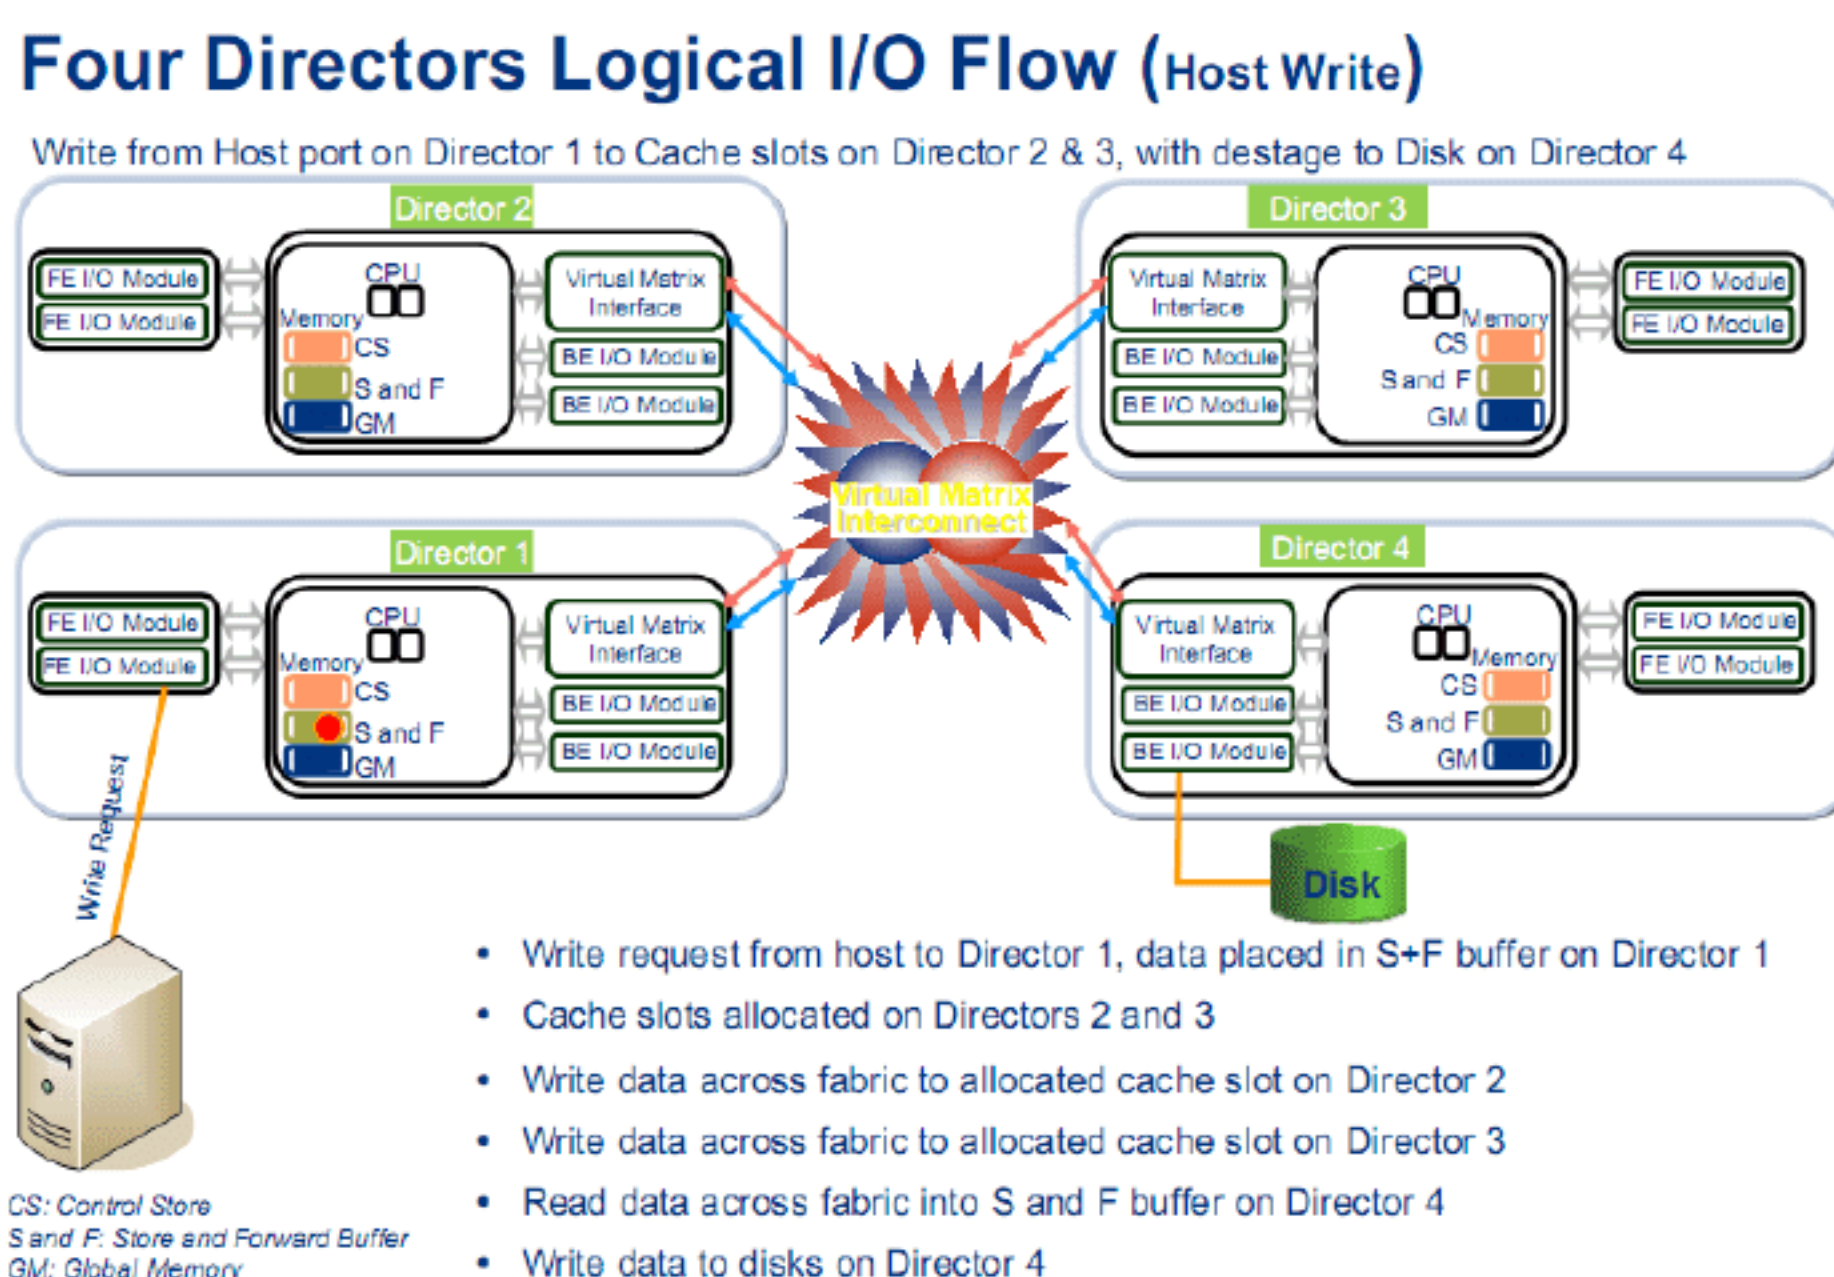 Four Directors Logical I/O Flow (Host Write)
Write from Host port on Director 1 to Cache slots on Director 2 & 3, with destage to Disk on Director 4
Director 2
FE I/O Module
FE I/O Module
CPU
Memory
CS
S and F
GM
Virtual Matrix
Interface
BE I/O Module
BE I/O Module
Director 3
Virtual Matrix
Interface
BE I/O Module
BE I/O Module
CPU
Memory
CS
S and F
GM
FE I/O Module
FE I/O Module
Virtual Matrix
Interconnect
Director 1
FE I/O Module
FE I/O Module
CPU
Memory
CS
S and F
GM
Virtual Matrix
Interface
BE I/O Module
BE I/O Module
Director 4
Virtual Matrix
Interface
BE I/O Module
BE I/O Module
CPU
Memory
CS
S and F
GM
FE I/O Module
FE I/O Module
Write Request
Disk
• Write request from host to Director 1, data placed in S+F buffer on Director 1
• Cache slots allocated on Directors 2 and 3
• Write data across fabric to allocated cache slot on Director 2
• Write data across fabric to allocated cache slot on Director 3
• Read data across fabric into S and F buffer on Director 4
• Write data to disks on Director 4
CS: Control Store
S and F: Store and Forward Buffer
GM: Global Memory